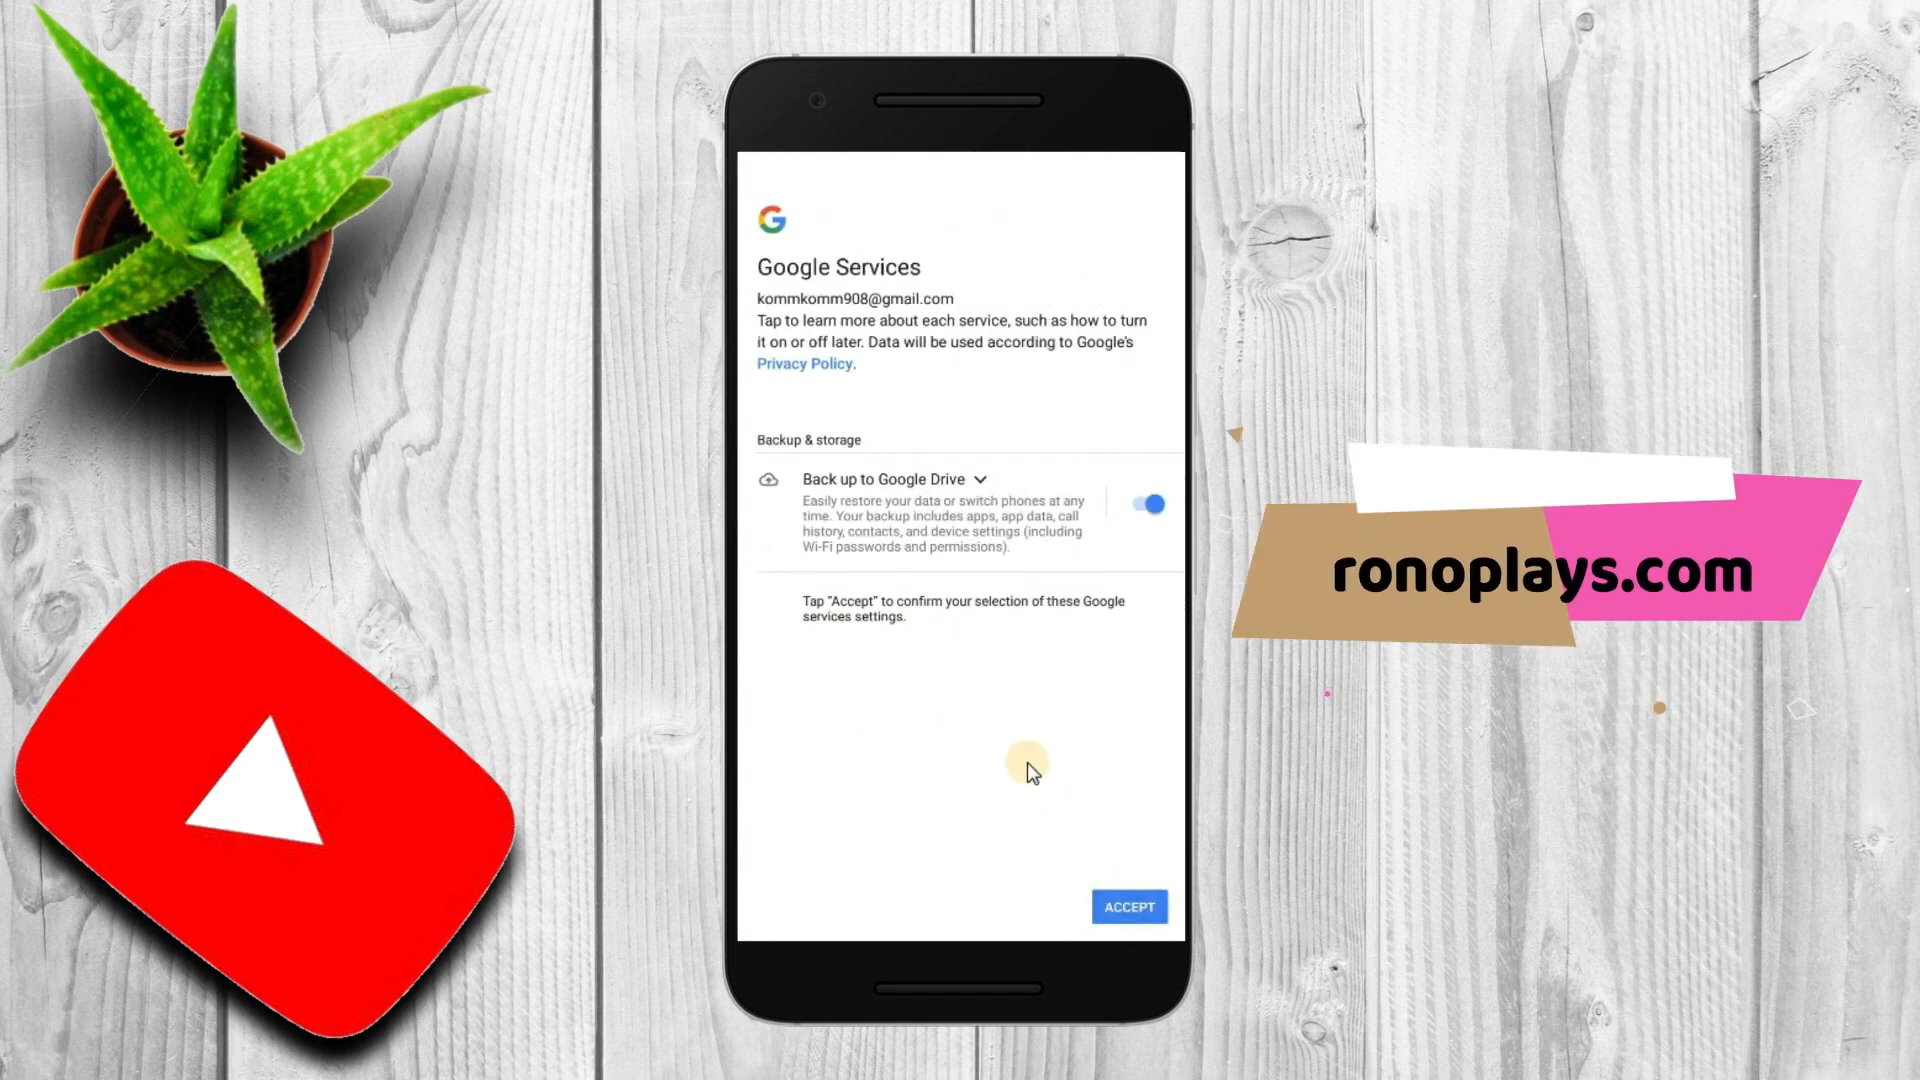 Google Services
kommkomm908@gmail.com
Tap to learn more about each service, such as how to turn
it on or off later. Data will be used according to Google's
Privacy Policy.
Backup & storage
Back up to Google Drive
Easily restore your data or switch phones at any
time. Your backup includes apps, app data, call
history, contacts, and device settings (including
Wi-Fi passwords and permissions).
Tap "Accept" to confirm your selection of these Google
services settings.
ACCEPT
ronoplays.com